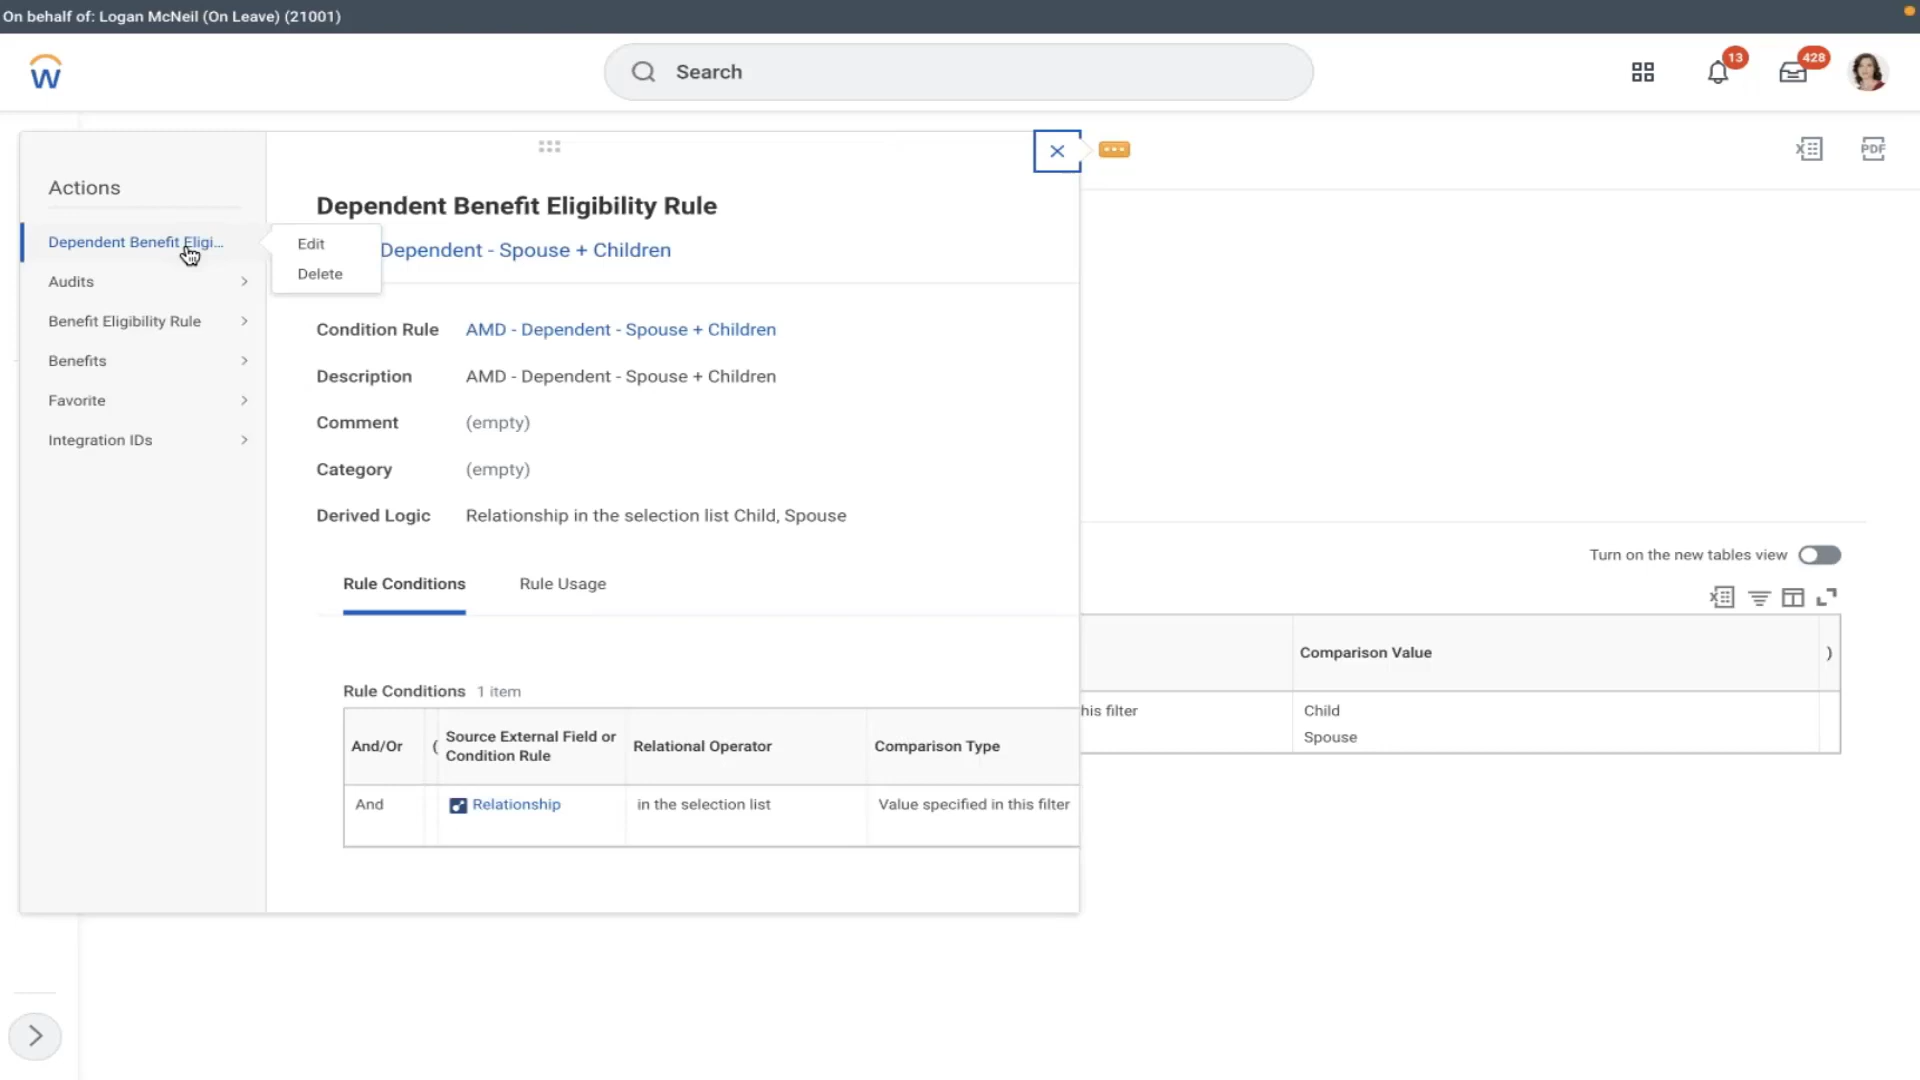 On behalf of: Logan McNeil (On Leave) (21001)
W
Search
13
428
PDF
Actions
Dependent Benefit Eligi...
Audits
Benefit Eligibility Rule
Benefits
Favorite
Integration IDs
Edit
Delete
Dependent Benefit Eligibility Rule
Dependent - Spouse + Children
Condition Rule AMD - Dependent - Spouse + Children
Description AMD - Dependent - Spouse + Children
Comment (empty)
Category (empty)
Derived Logic Relationship in the selection list Child, Spouse
Rule Conditions Rule Usage
Rule Conditions 1 item
And/Or ( Source External Field or Condition Rule Relational Operator Comparison Type
And Relationship in the selection list Value specified in this filter
Turn on the new tables view
Comparison Value )
his filter Child
Spouse